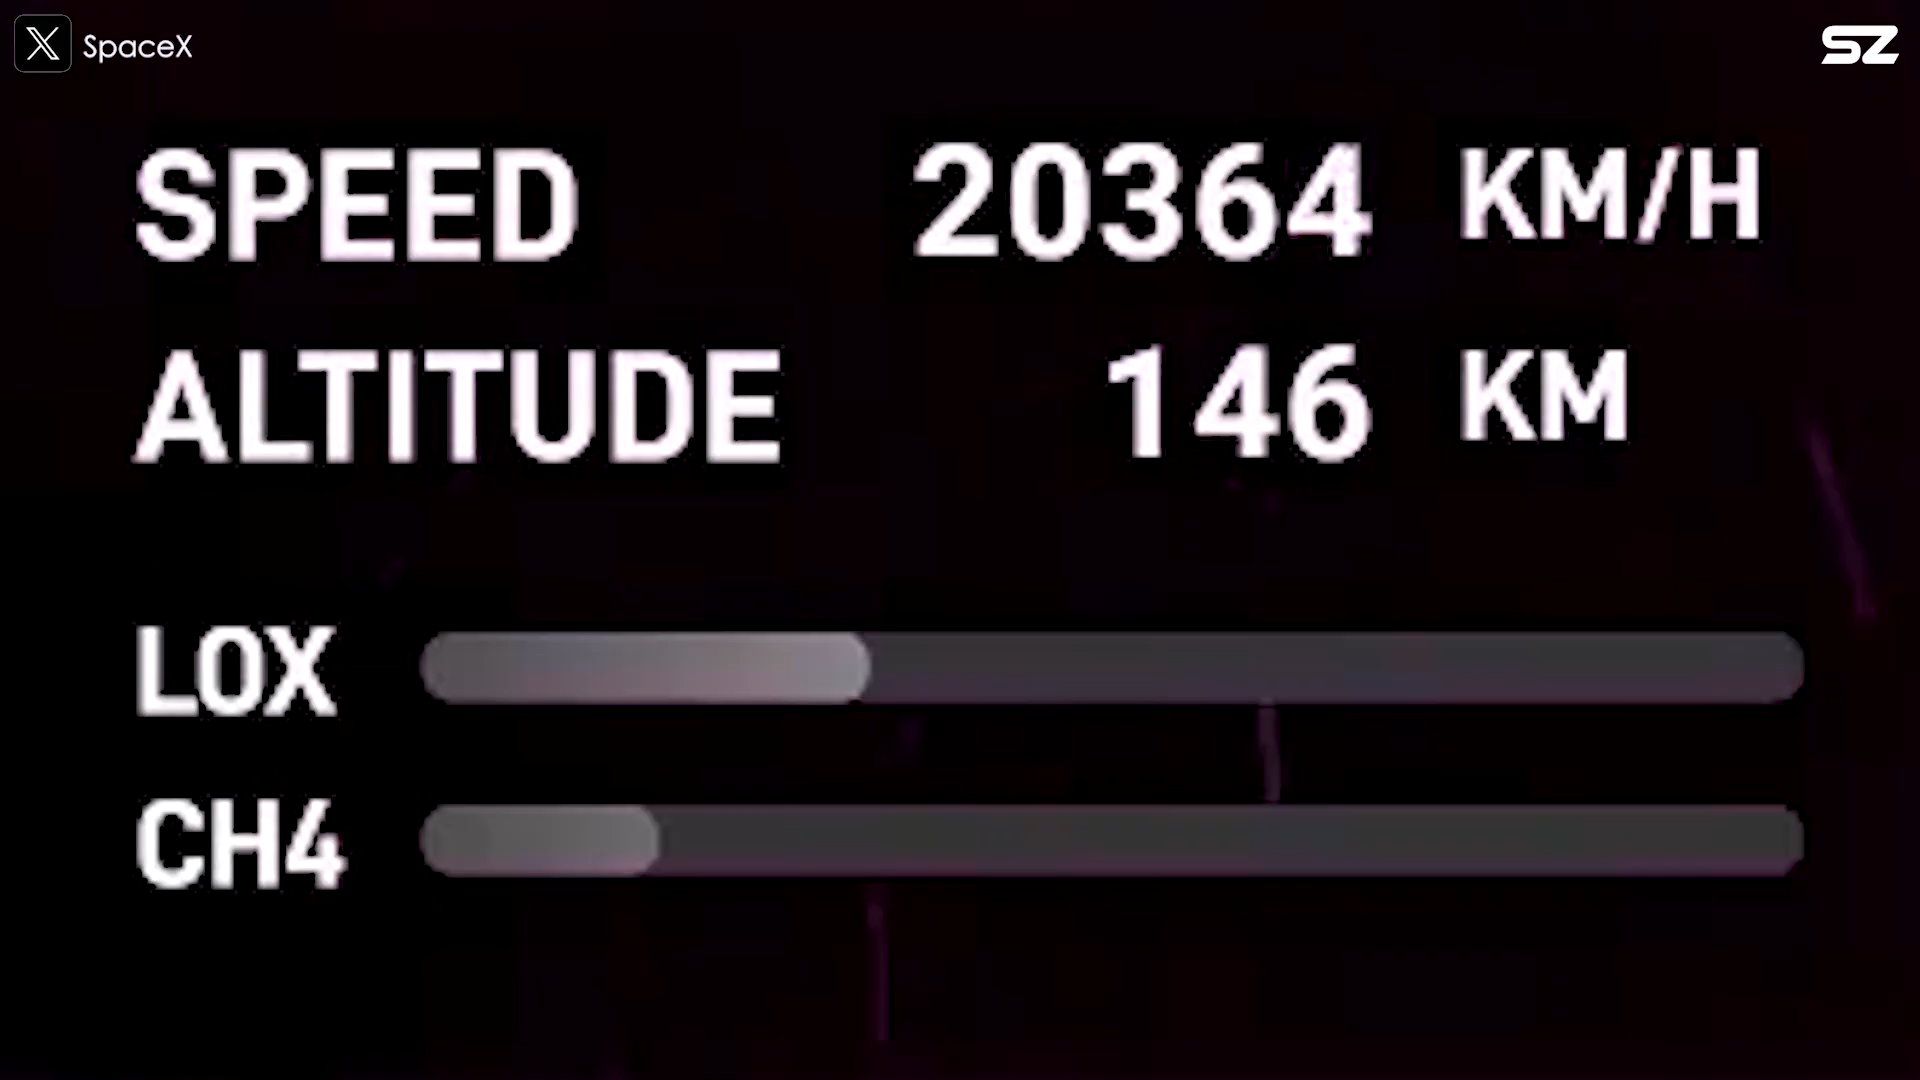 𝕏 SpaceX
SZ
SPEED 20364 KM/H
ALTITUDE 146 KM
LOX
CH4